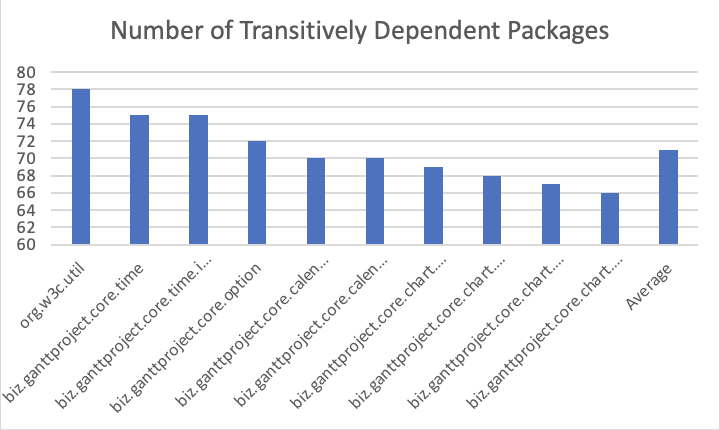 Number of Transitively Dependent Packages
80
78
76
74
72
70
68
66
64
62
60
org.w3c.util
biz.ganttproject.core.time
biz.ganttproject.core.time.i...
biz.ganttproject.core.option
biz.ganttproject.core.calen...
biz.ganttproject.core.calen...
biz.ganttproject.core.chart....
biz.ganttproject.core.chart....
biz.ganttproject.core.chart....
biz.ganttproject.core.chart....
Average